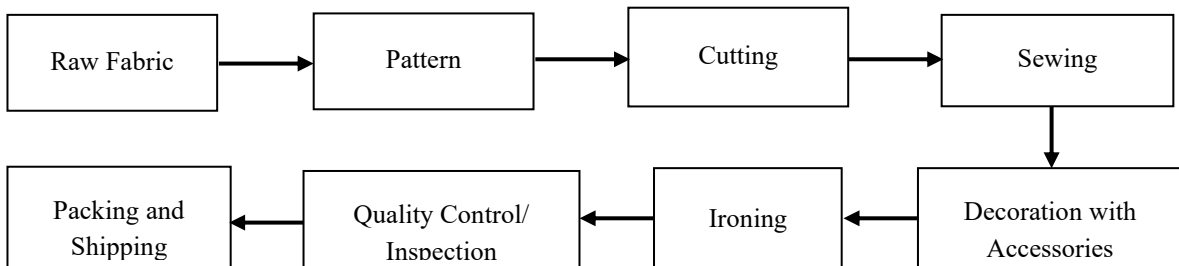 Raw Fabric
Pattern
Cutting
Sewing
Packing and
Shipping
Quality Control/
Inspection
Ironing
Decoration with
Accessories